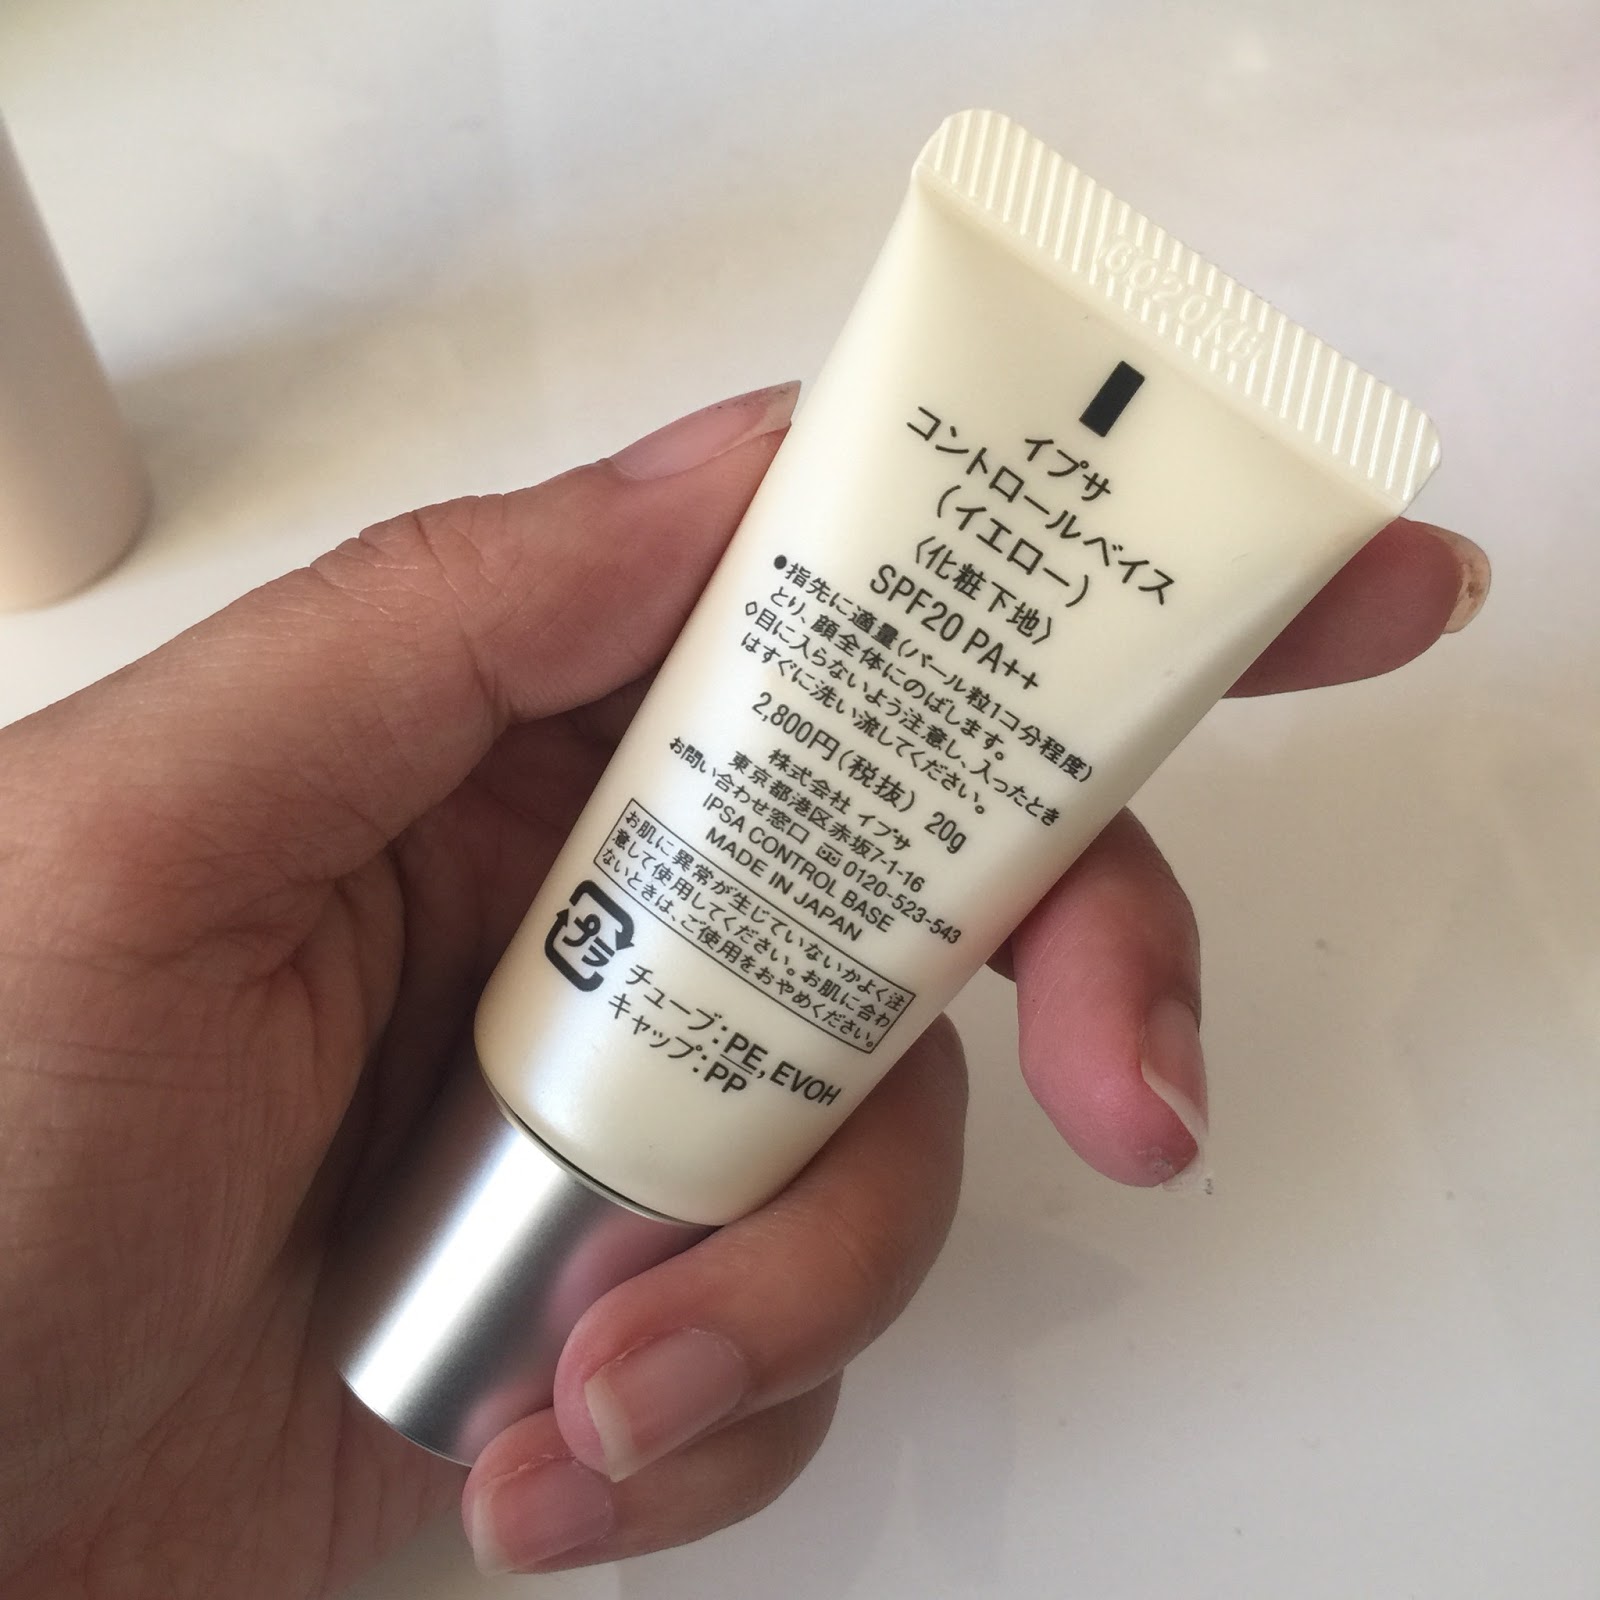 イプサ
コントロールベイス
(イエロー)
〈化粧下地〉
SPF20 PA++
●指先に適量(パール粒1コ分程度)
とり、顔全体にのばします。
◇目に入らないよう注意し、入ったとき
はすぐに洗い流してください。
2,800円(税抜) 20g
株式会社 イプサ
東京都港区赤坂7-1-16
お問い合わせ窓口 0120-523-543
IPSA CONTROL BASE
MADE IN JAPAN
お肌に異常が生じていないかよく注
意して使用してください。お肌に合わ
ないときは、ご使用をおやめください。
プラ
チューブ:PE,EVOH
キャップ:PP